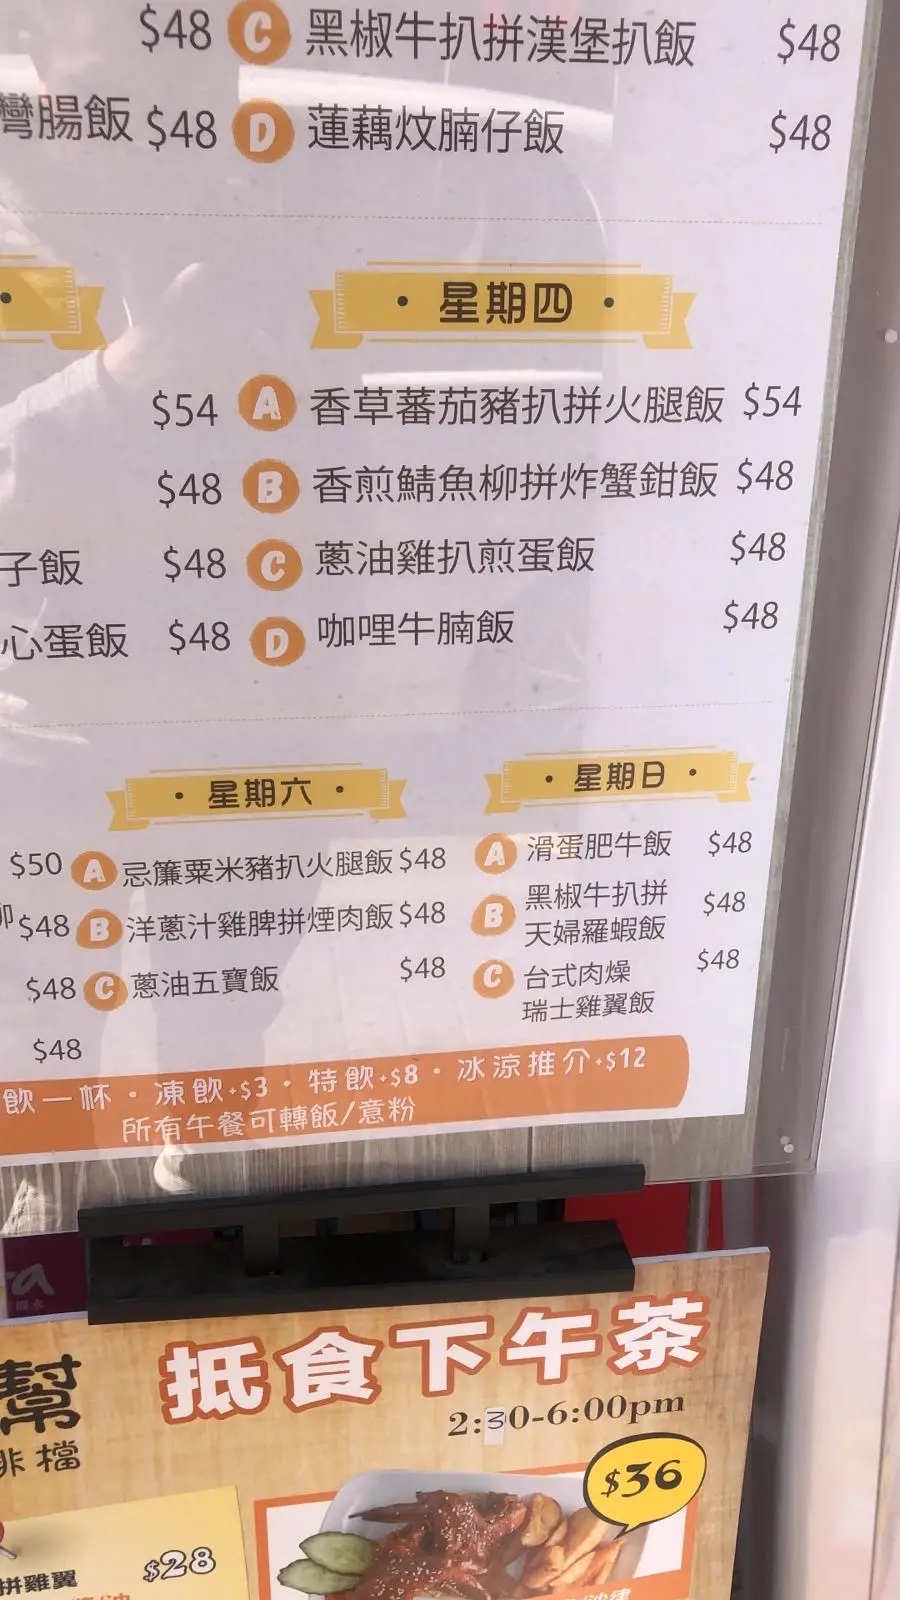 $48 C 黑椒牛扒拼漢堡扒飯 $48
灣腸飯 $48 D 蓮藕炆腩仔飯 $48
• 星期四 •
$54 A 香草蕃茄豬扒拼火腿飯 $54
$48 B 香煎鯖魚柳拼炸蟹鉗飯 $48
子飯 $48 C 蔥油雞扒煎蛋飯 $48
心蛋飯 $48 D 咖哩牛腩飯 $48
• 星期六 •
$50 A 忌簾粟米豬扒火腿飯 $48
$48 B 洋蔥汁雞脾拼煙肉飯 $48
$48 C 蔥油五寶飯 $48
$48
• 星期日 •
A 滑蛋肥牛飯 $48
B 黑椒牛扒拼
天婦羅蝦飯 $48
C 台式肉燥
瑞士雞翼飯 $48
飲一杯・凍飲+$3・特飲+$8・冰涼推介+$12
所有午餐可轉飯/意粉
幫
啡檔
抵食下午茶
2:30-6:00pm
$36
拼雞翼 $28